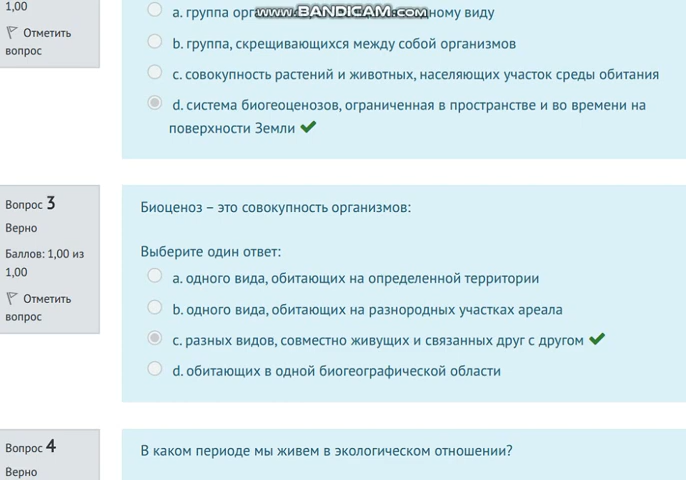 1,00
Отметить
вопрос
a. группа орг
дному виду
www.BANDICAM.com
b. группа, скрещивающихся между собой организмов
c. совокупность растений и животных, населяющих участок среды обитания
d. система биогеоценозов, ограниченная в пространстве и во времени на
поверхности Земли
Вопрос 3
Верно
Баллов: 1,00 из
1,00
Отметить
вопрос
Биоценоз – это совокупность организмов:
Выберите один ответ:
a. одного вида, обитающих на определенной территории
b. одного вида, обитающих на разнородных участках ареала
c. разных видов, совместно живущих и связанных друг с другом
d. обитающих в одной биогеографической области
Вопрос 4
Верно
В каком периоде мы живем в экологическом отношении?